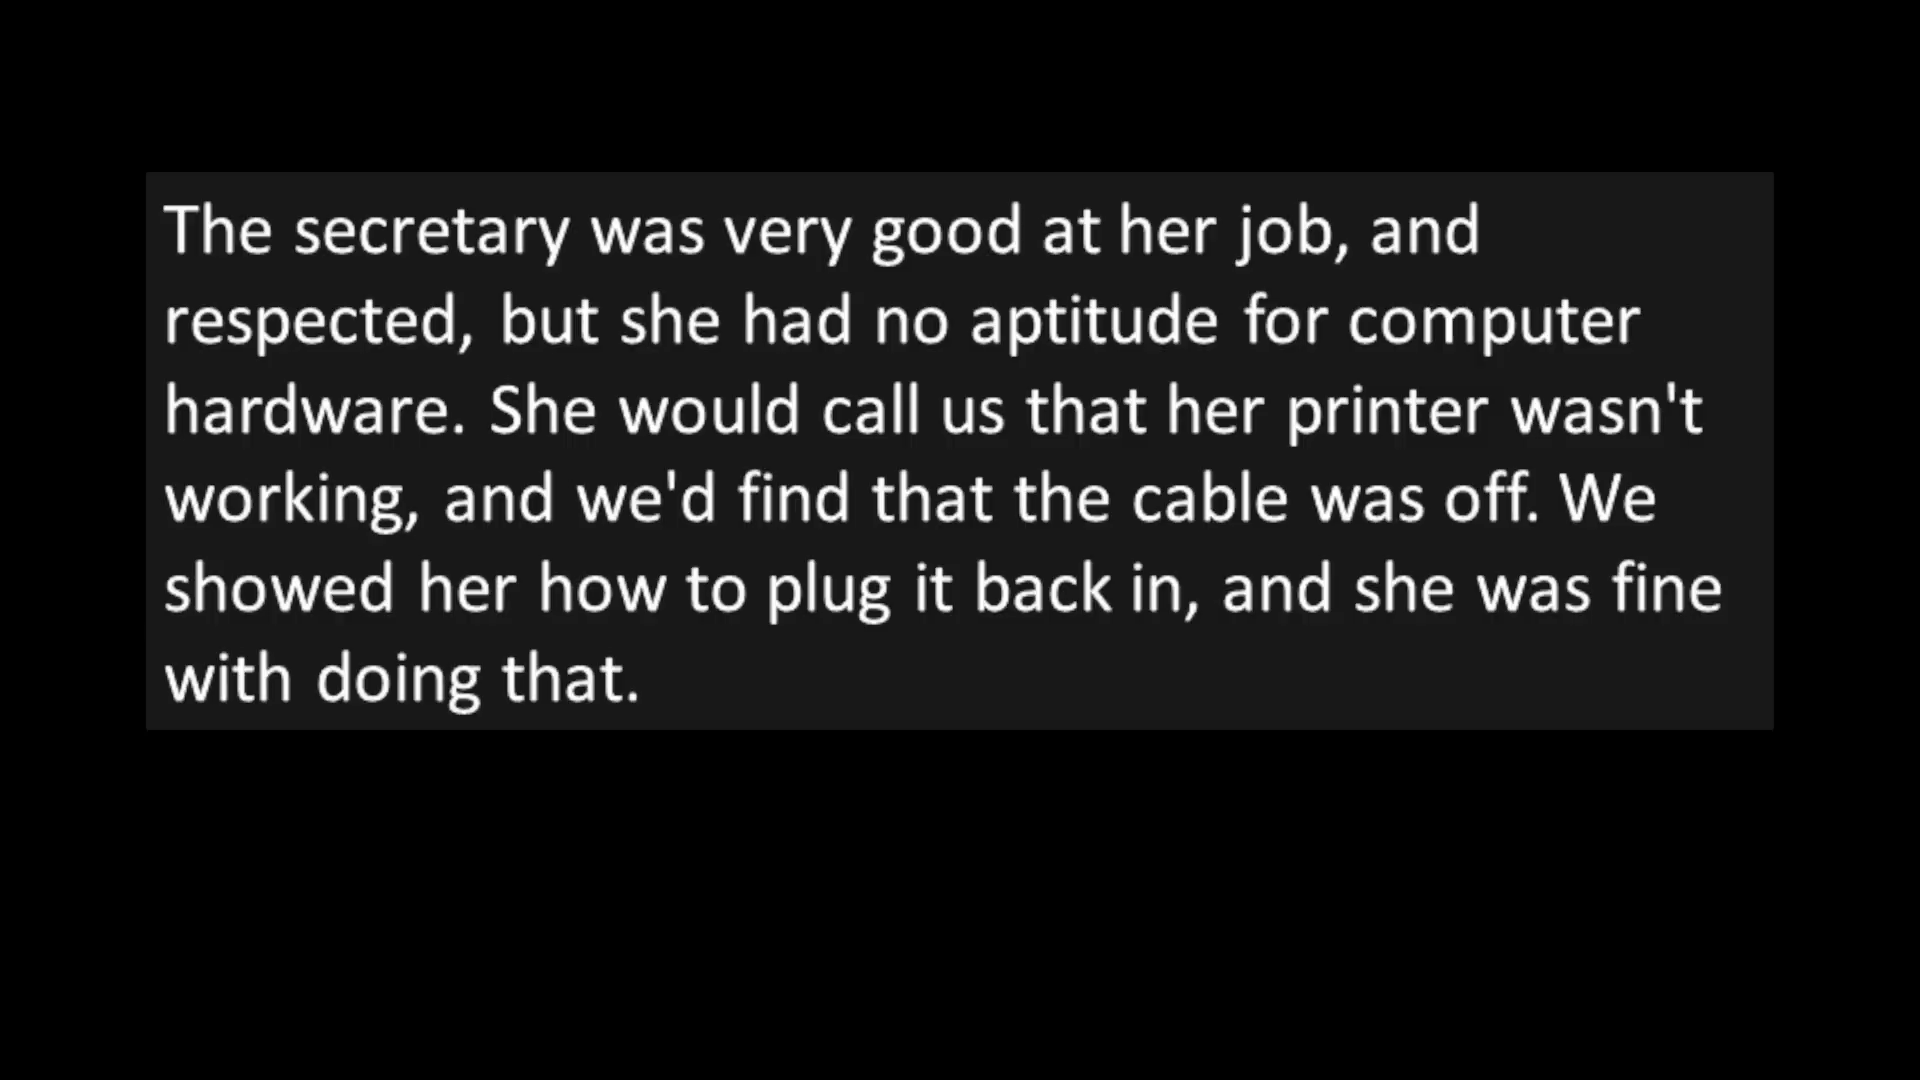 The secretary was very good at her job, and
respected, but she had no aptitude for computer
hardware. She would call us that her printer wasn't
working, and we'd find that the cable was off. We
showed her how to plug it back in, and she was fine
with doing that.